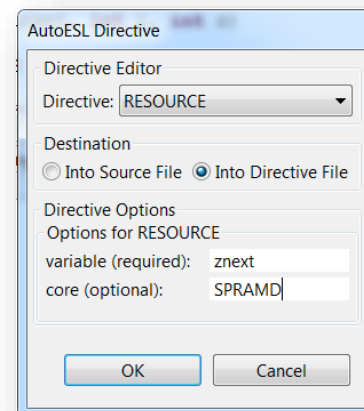 AutoESL Directive
Directive Editor
Directive: RESOURCE
Destination
Into Source File Into Directive File
Directive Options
Options for RESOURCE
variable (required): znext
core (optional): SPRAMD
OK Cancel